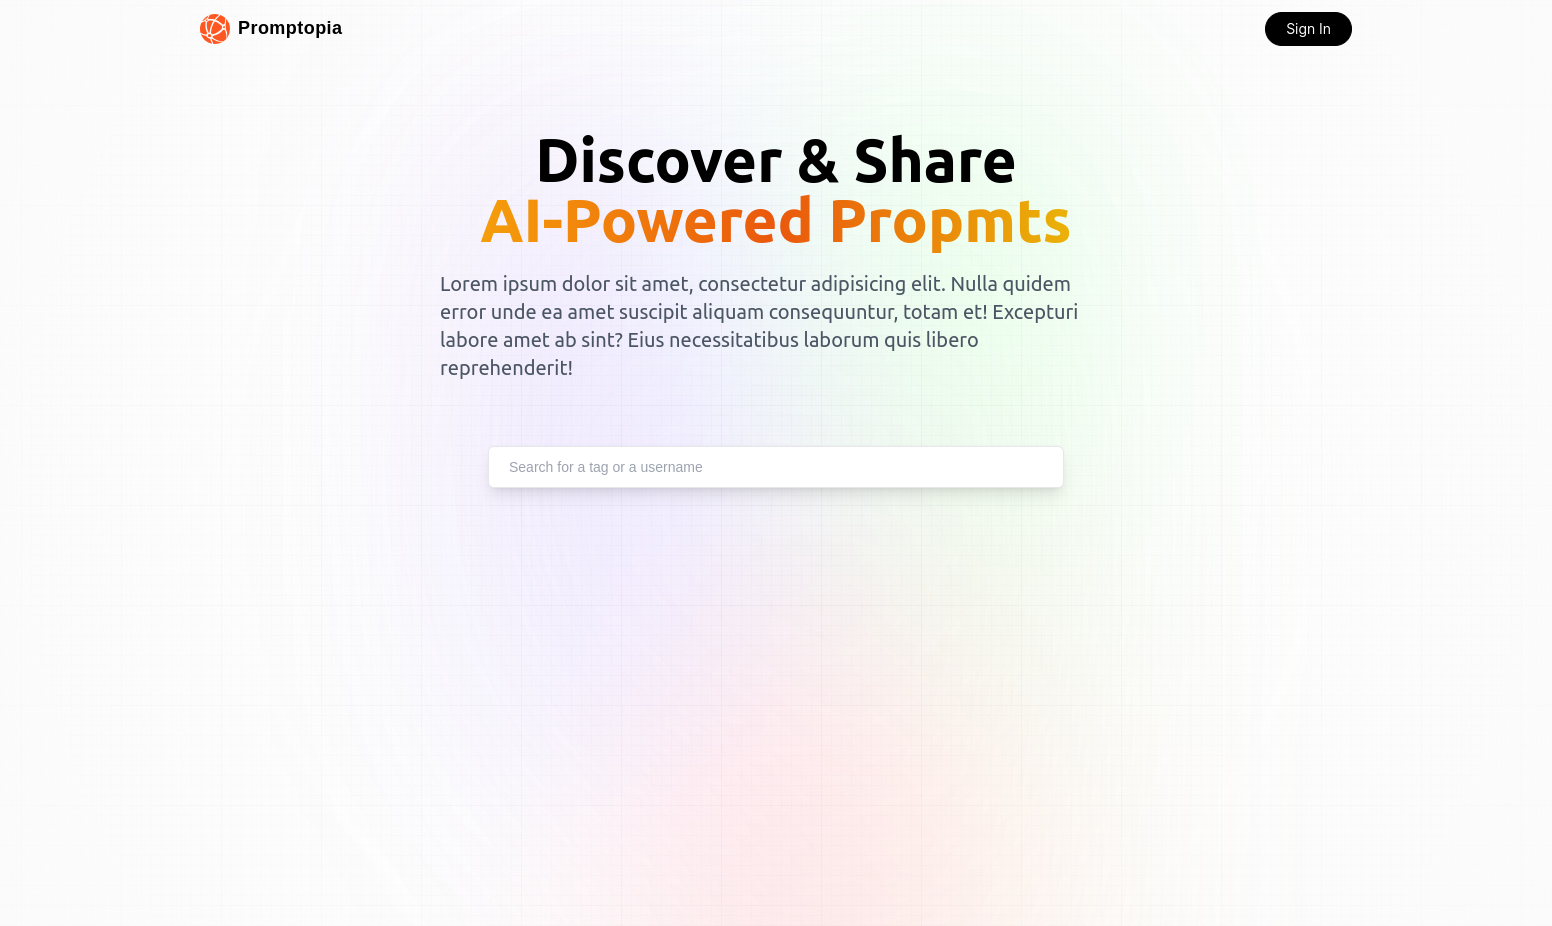 Promptopia
Sign In
Discover & Share
AI-Powered Propmts
Lorem ipsum dolor sit amet, consectetur adipisicing elit. Nulla quidem
error unde ea amet suscipit aliquam consequuntur, totam et! Excepturi
labore amet ab sint? Eius necessitatibus laborum quis libero
reprehenderit!
Search for a tag or a username